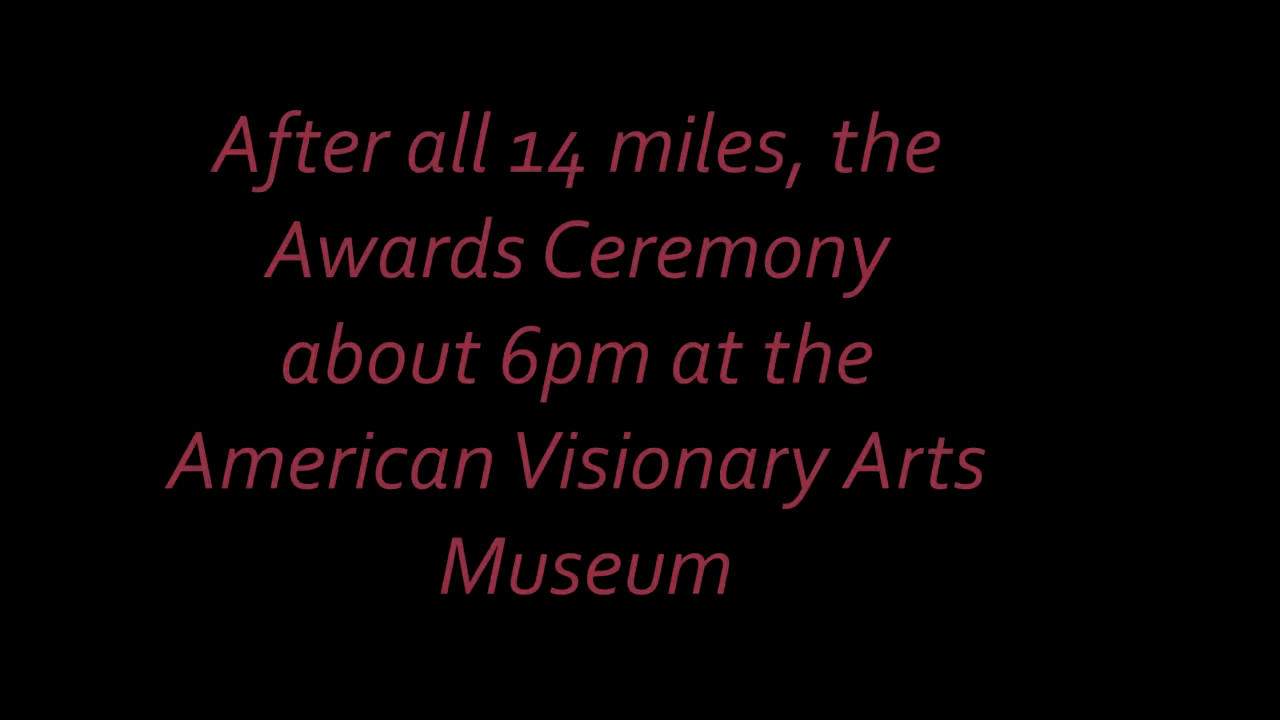 After all 14 miles, the
Awards Ceremony
about 6pm at the
American Visionary Arts
Museum